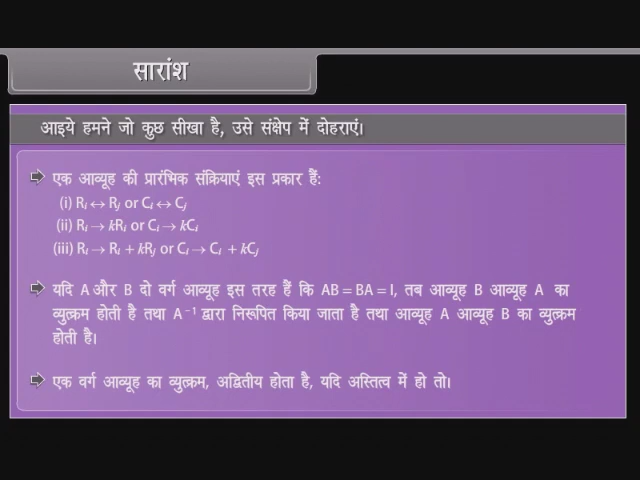 सारांश
आइये हमने जो कुछ सीखा है, उसे संक्षेप में दोहराएं।
एक आव्यूह की प्रारंभिक संक्रियाएं इस प्रकार हैं:
(i) Rᵢ ↔ Rⱼ or Cᵢ ↔ Cⱼ
(ii) Rᵢ → kRᵢ or Cᵢ → kCᵢ
(iii) Rᵢ → Rᵢ + kRⱼ or Cᵢ → Cᵢ + kCⱼ
यदि A और B दो वर्ग आव्यूह इस तरह हैं कि AB = BA = I, तब आव्यूह B आव्यूह A का
व्युत्क्रम होती है तथा A⁻¹ द्वारा निरूपित किया जाता है तथा आव्यूह A आव्यूह B का व्युत्क्रम
होती है।
एक वर्ग आव्यूह का व्युत्क्रम, अद्वितीय होता है, यदि अस्तित्व में हो तो।